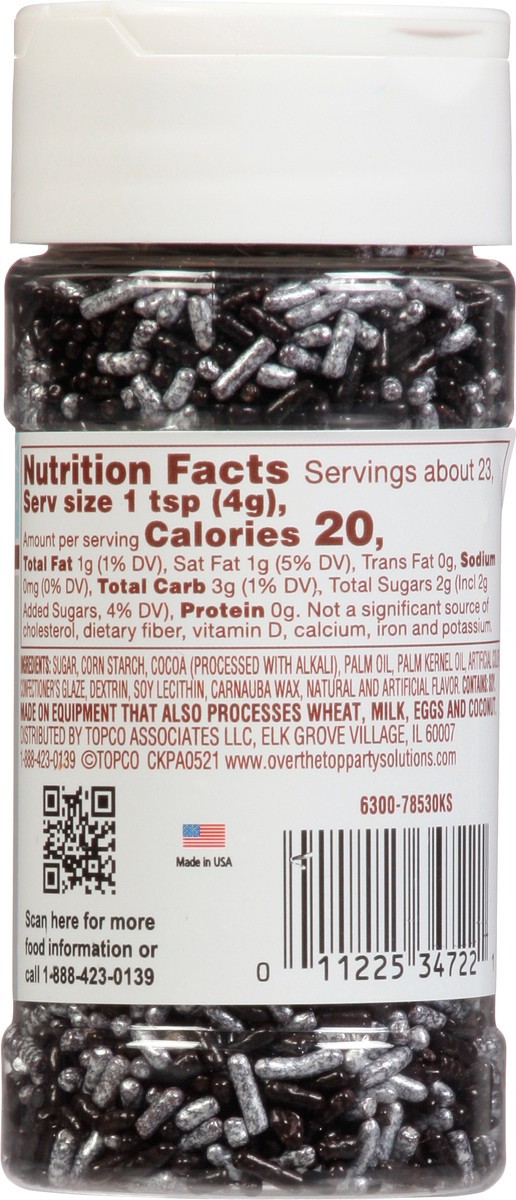 Nutrition Facts Servings about 23,
Serv size 1 tsp (4g),
Amount per serving Calories 20,
Total Fat 1g (1% DV), Sat Fat 1g (5% DV), Trans Fat 0g, Sodium
0mg (0% DV), Total Carb 3g (1% DV), Total Sugars 2g (Incl 2g
Added Sugars, 4% DV), Protein 0g. Not a significant source of
cholesterol, dietary fiber, vitamin D, calcium, iron and potassium.
INGREDIENTS: SUGAR, CORN STARCH, COCOA (PROCESSED WITH ALKALI), PALM OIL, PALM KERNEL OIL, ARTIFICIAL
CONFECTIONER'S GLAZE, DEXTRIN, SOY LECITHIN, CARNAUBA WAX, NATURAL AND ARTIFICIAL FLAVOR. CONTAINS: SOY.
MADE ON EQUIPMENT THAT ALSO PROCESSES WHEAT, MILK, EGGS AND COCONUT.
DISTRIBUTED BY TOPCO ASSOCIATES LLC, ELK GROVE VILLAGE, IL 60007
1-888-423-0139 ©TOPCO CKPA0521 www.overthetoppartysolutions.com
6300-78530KS
Made in USA
Scan here for more
food information or
call 1-888-423-0139
0 11225 34722 1